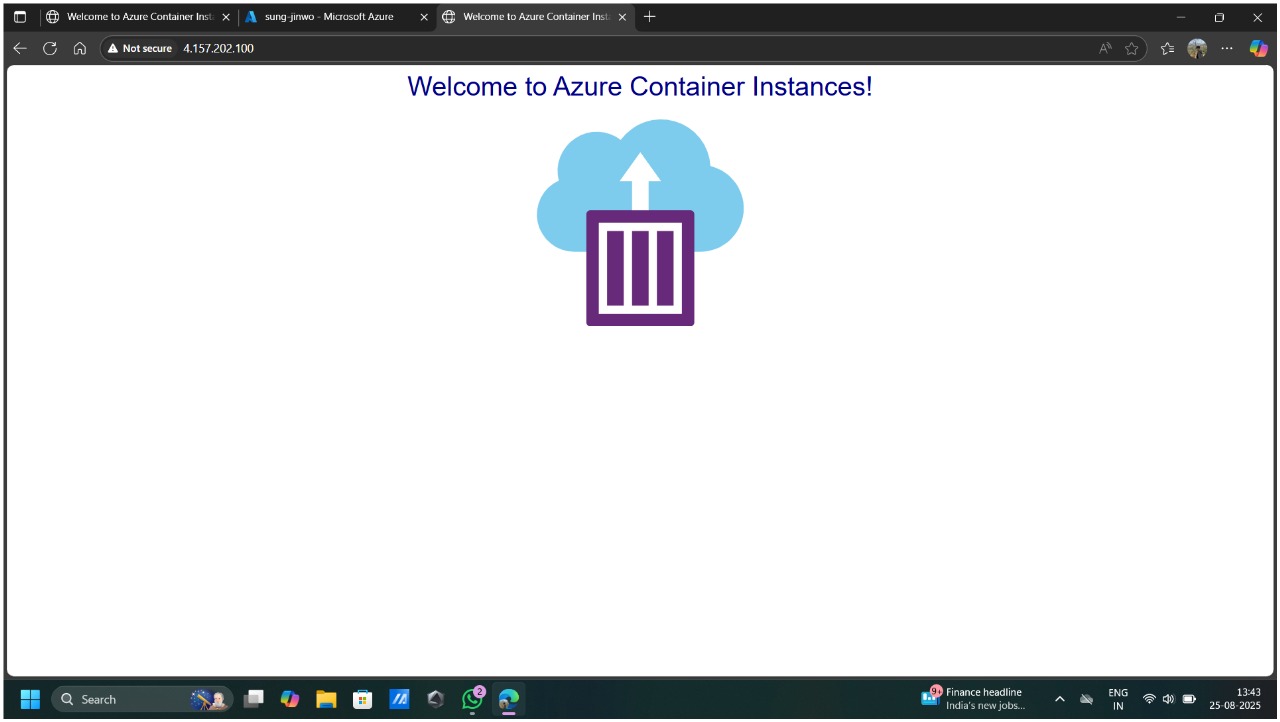 Welcome to Azure Container Inst
sung-jinwo - Microsoft Azure
Welcome to Azure Container Inst
Not secure
4.157.202.100
Welcome to Azure Container Instances!
Search
2
9+
Finance headline
India's new jobs...
ENG
IN
13:43
25-08-2025